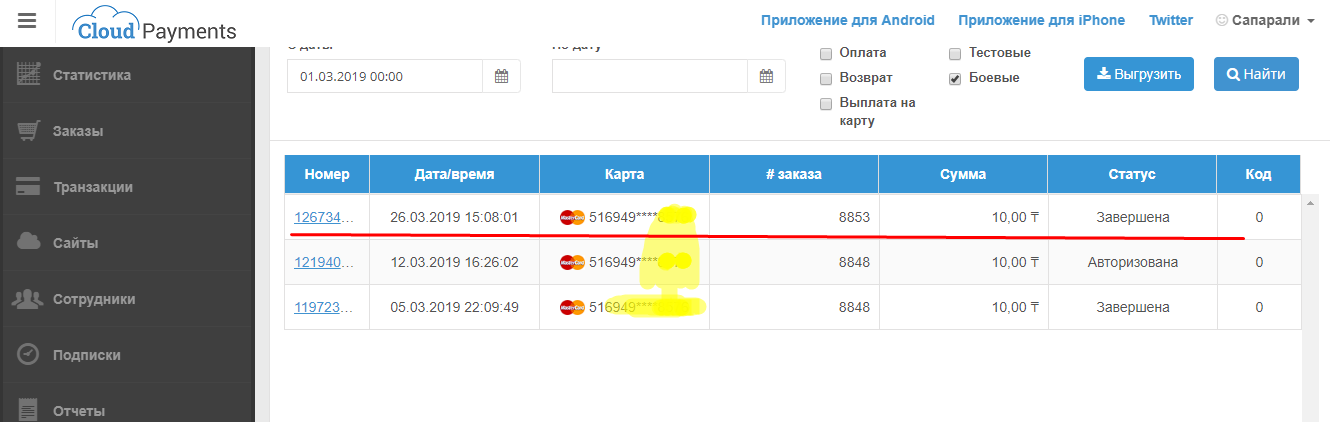 Cloud Payments
Приложение для Android Приложение для iPhone Twitter Сапарали
С даты По дату
Оплата Тестовые
01.03.2019 00:00
Возврат Боевые
Выгрузить Найти
Выплата на
карту
Статистика
Заказы
Транзакции
Сайты
Сотрудники
Подписки
Отчеты
Номер Дата/время Карта # заказа Сумма Статус Код
126734... 26.03.2019 15:08:01 MasterCard 516949**** 8853 10,00 ₸ Завершена 0
121940... 12.03.2019 16:26:02 MasterCard 516949**** 8848 10,00 ₸ Авторизована 0
119723... 05.03.2019 22:09:49 MasterCard 516949**** 8848 10,00 ₸ Завершена 0